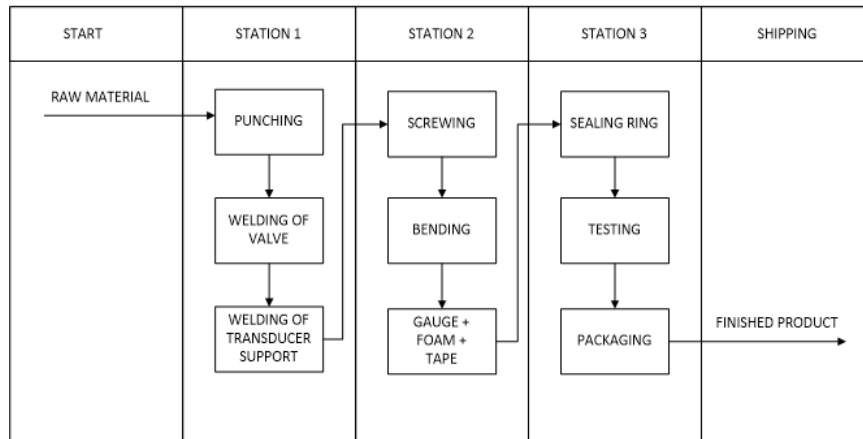 START
STATION 1
STATION 2
STATION 3
SHIPPING
RAW MATERIAL
PUNCHING
WELDING OF
VALVE
WELDING OF
TRANSDUCER
SUPPORT
SCREWING
BENDING
GAUGE +
FOAM +
TAPE
SEALING RING
TESTING
PACKAGING
FINISHED PRODUCT